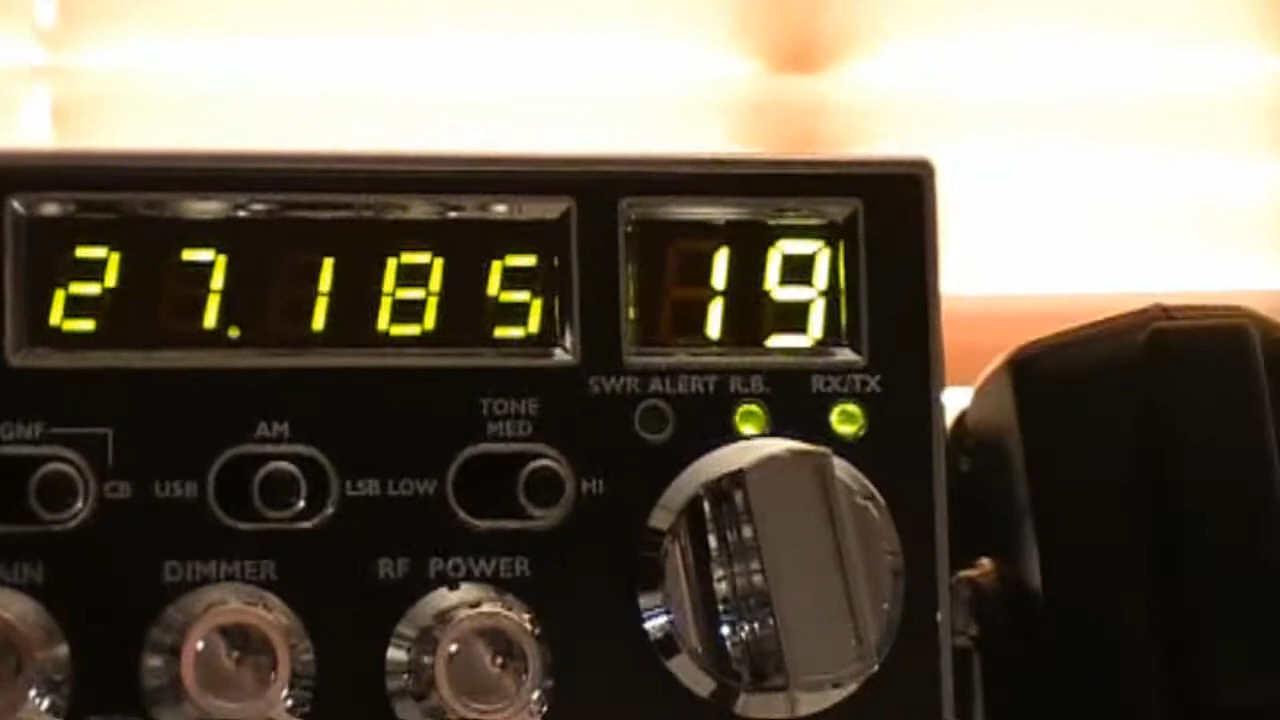 27.185 19
SWR ALERT R.B. RX/TX
TONE
GNF AM MED
CB USB LSB LOW HI
DIMMER RF POWER